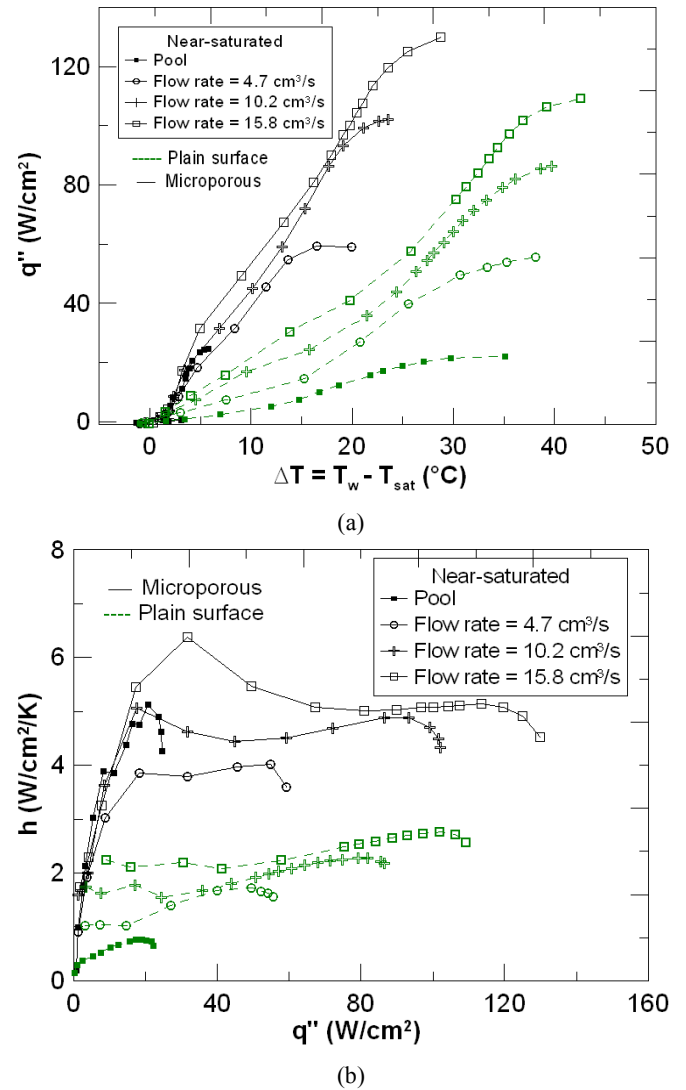 Near-saturated
Pool
Flow rate = 4.7 cm³/s
Flow rate = 10.2 cm³/s
Flow rate = 15.8 cm³/s
Plain surface
Microporous
q" (W/cm²)
120
80
40
0
0 10 20 30 40 50
ΔT = T_w - T_sat (°C)
(a)
Microporous
Plain surface
Near-saturated
Pool
Flow rate = 4.7 cm³/s
Flow rate = 10.2 cm³/s
Flow rate = 15.8 cm³/s
h (W/cm²/K)
8
6
4
2
0
0 40 80 120 160
q" (W/cm²)
(b)